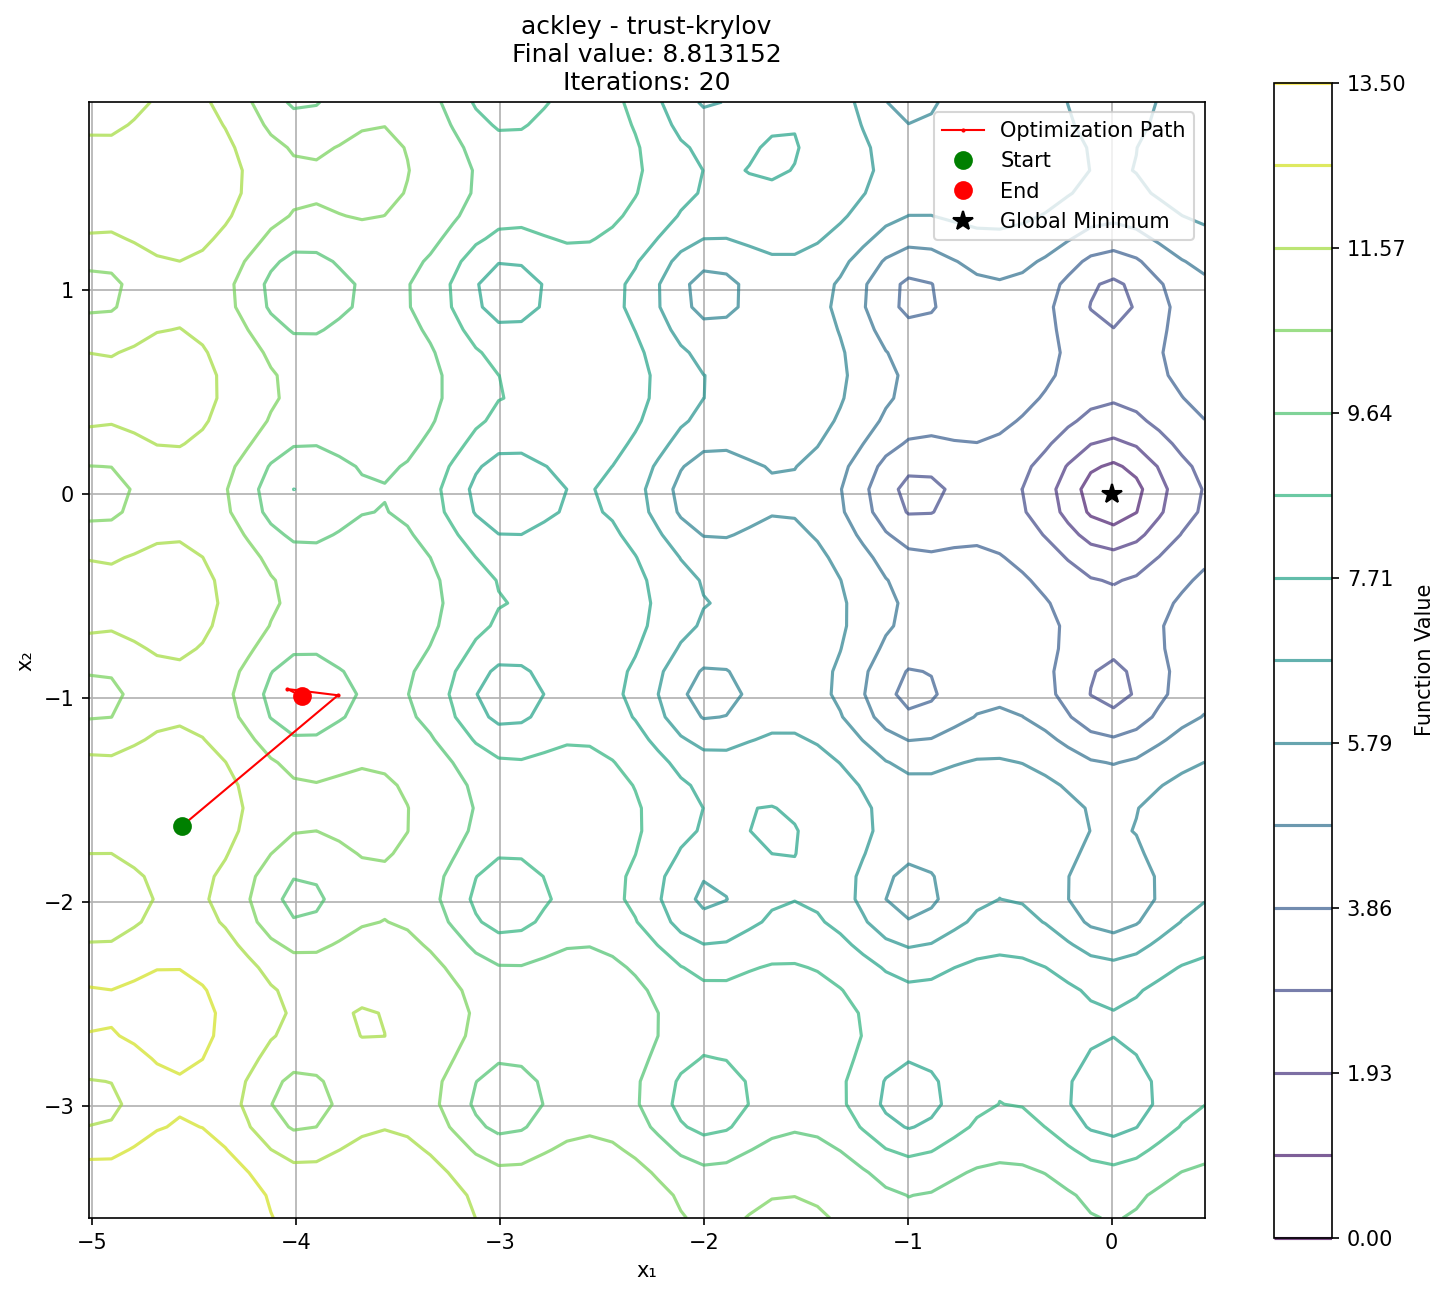 ackley - trust-krylov
Final value: 8.813152
Iterations: 20
Optimization Path
Start
End
Global Minimum
1
0
−1
−2
−3
x₂
−5
−4
−3
−2
−1
0
x₁
13.50
11.57
9.64
7.71
5.79
3.86
1.93
0.00
Function Value